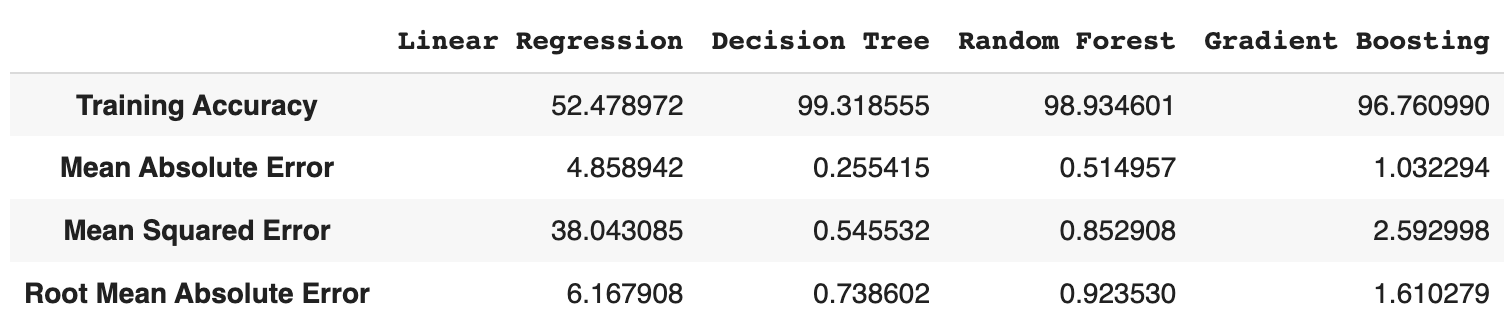 Linear Regression Decision Tree Random Forest Gradient Boosting
Training Accuracy 52.478972 99.318555 98.934601 96.760990
Mean Absolute Error 4.858942 0.255415 0.514957 1.032294
Mean Squared Error 38.043085 0.545532 0.852908 2.592998
Root Mean Absolute Error 6.167908 0.738602 0.923530 1.610279